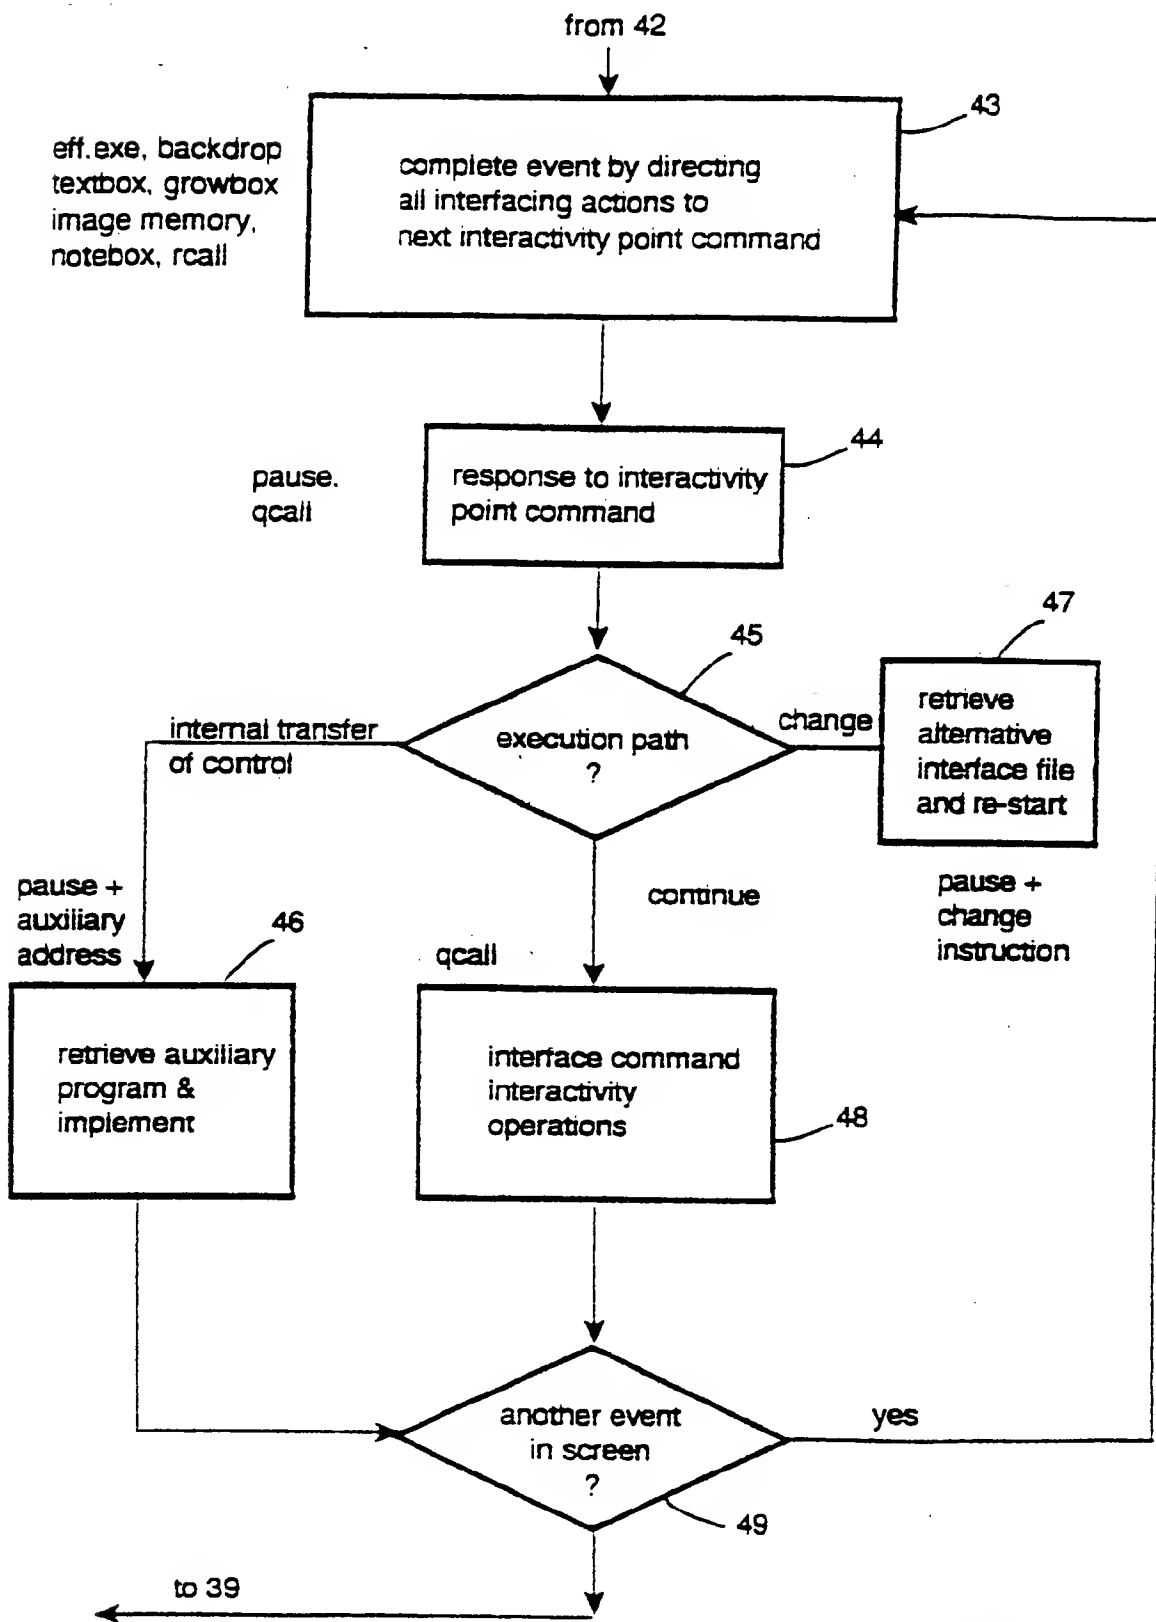 from 42
43
eff.exe, backdrop
textbox, growbox
image memory,
notebox, rcall
complete event by directing
all interfacing actions to
next interactivity point command
44
pause.
qcall
response to interactivity
point command
45
47
internal transfer
of control
execution path
?
change
retrieve
alternative
interface file
and re-start
pause +
auxiliary
address
46
continue
qcall
pause +
change
instruction
retrieve auxiliary
program &
implement
interface command
interactivity
operations
48
another event
in screen
?
yes
49
to 39